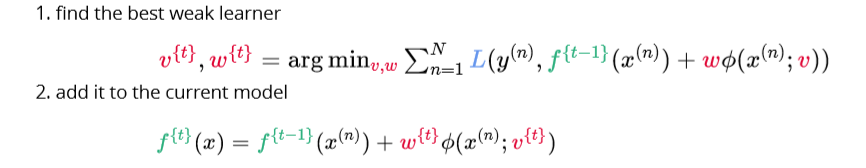 1. find the best weak learner
v^{t}, w^{t} = arg min_{v,w} ∑_{n=1}^{N} L(y^{(n)}, f^{t−1}(x^{(n)}) + wϕ(x^{(n)}; v))
2. add it to the current model
f^{t}(x) = f^{t−1}(x^{(n)}) + w^{t}ϕ(x^{(n)}; v^{t})